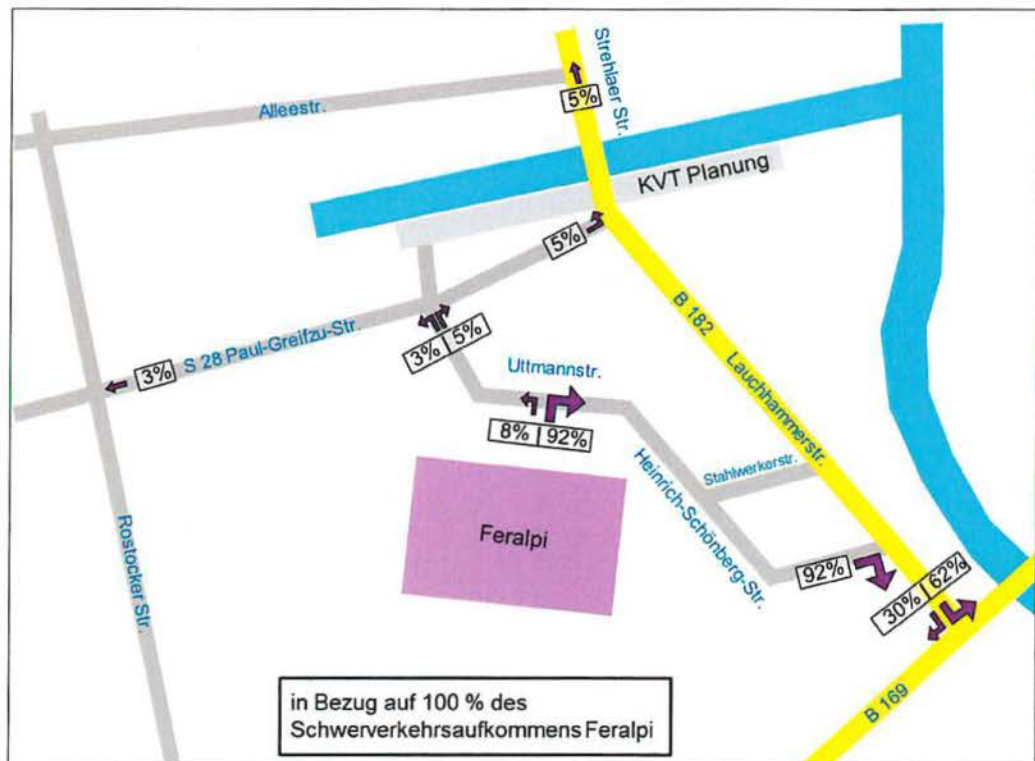 Strehlaer Str.
5%
Alleestr.
KVT Planung
5%
B 182
S 28 Paul-Greifzu-Str.
3%
3% 5%
Uttmannstr.
Lauchhammerstr.
8% 92%
Stahlwerkerstr.
Heinrich-Schönberg-Str.
Feralpi
Rostocker Str.
92%
30% 62%
B 169
in Bezug auf 100 % des
Schwerverkehrsaufkommens Feralpi